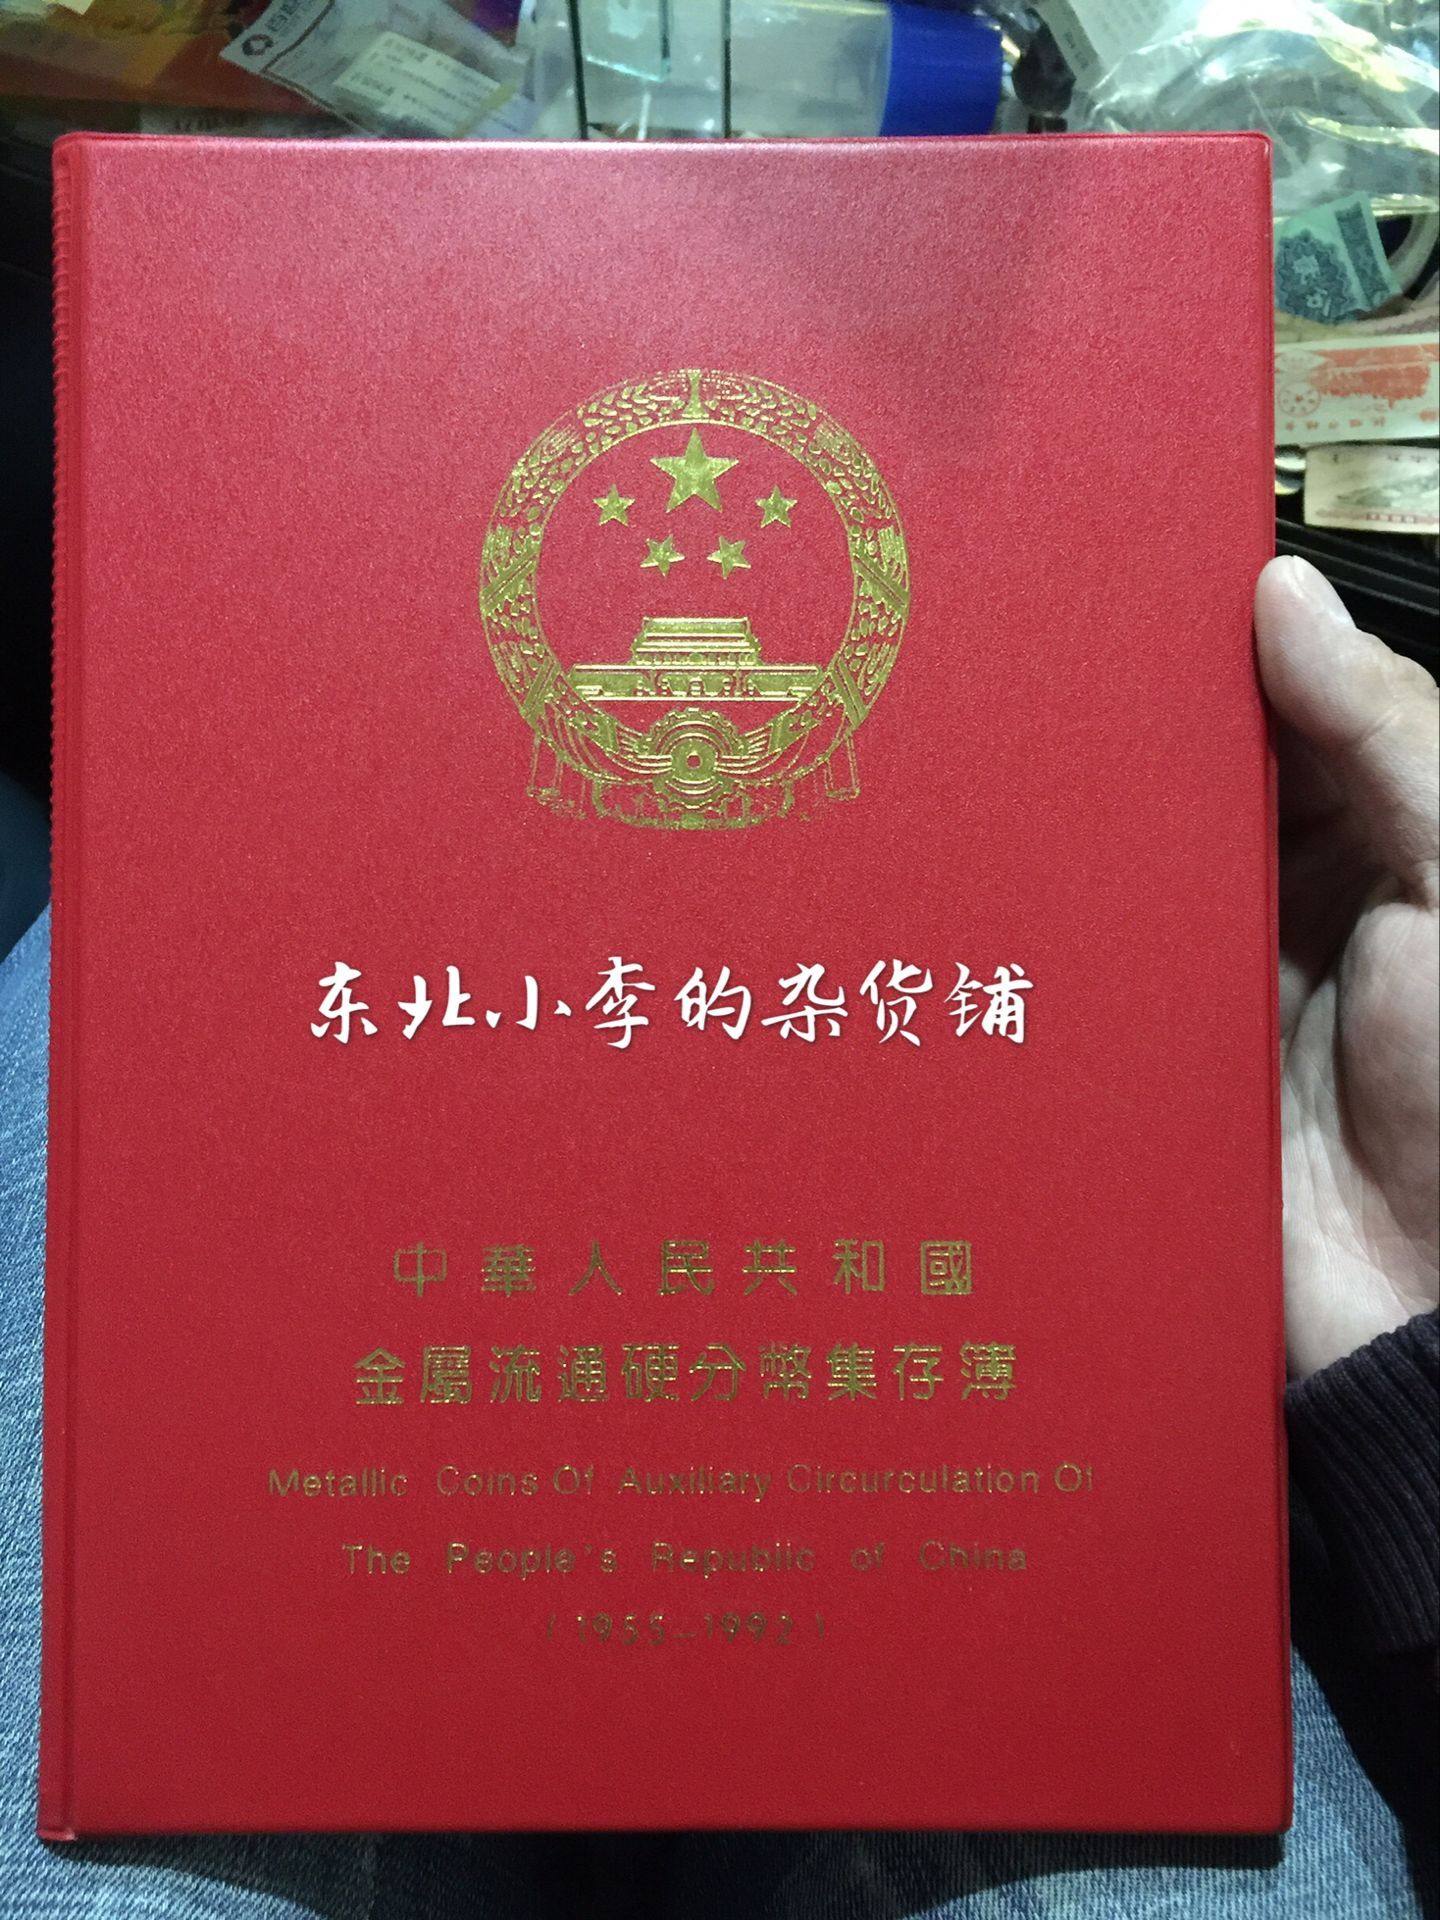 东北小李的杂货铺
中華人民共和國
金屬流通硬分幣集存簿
Metallic Coins Of Auxiliary Circurculation Of
The People's Republic of China
(1955—1992)